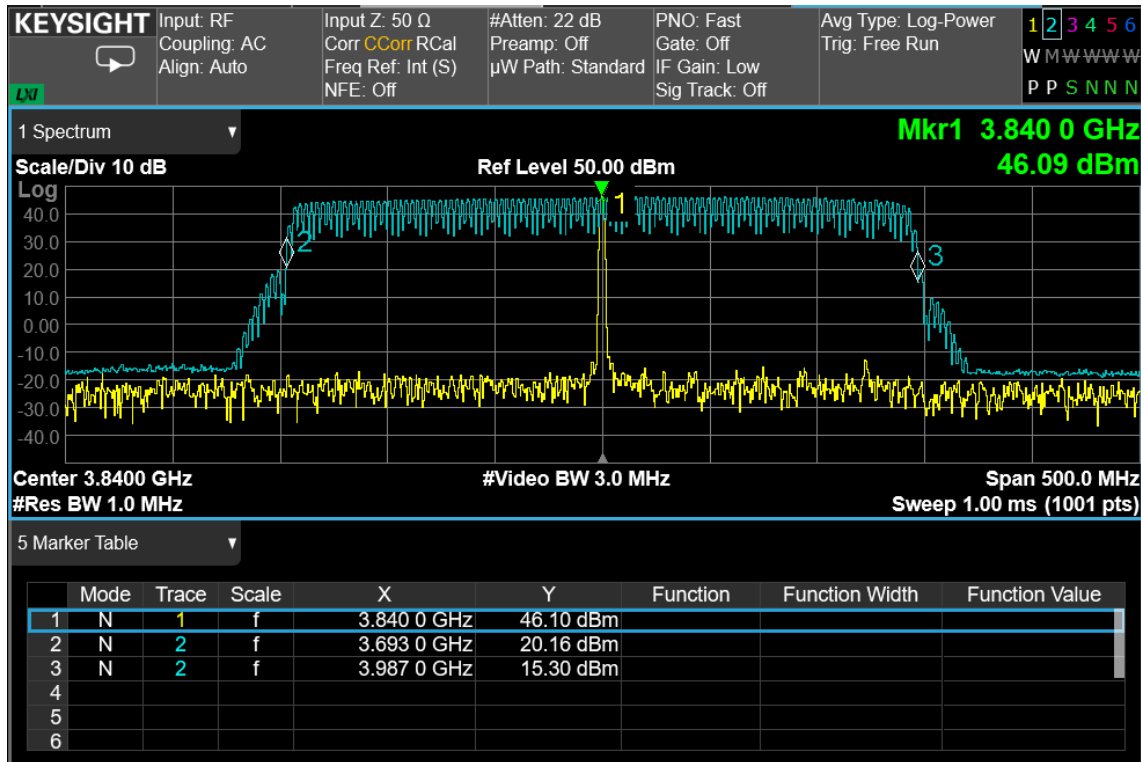 KEYSIGHT Input: RF Input Z: 50 Ω #Atten: 22 dB PNO: Fast Avg Type: Log-Power 1 2 3 4 5 6
Coupling: AC Corr CCorr RCal Preamp: Off Gate: Off Trig: Free Run
Align: Auto Freq Ref: Int (S) µW Path: Standard IF Gain: Low W M W W W W
LXI NFE: Off Sig Track: Off P P S N N N
1 Spectrum Mkr1 3.840 0 GHz
Scale/Div 10 dB Ref Level 50.00 dBm 46.09 dBm
Log
1
40.0
30.0
2 3
20.0
10.0
0.00
-10.0
-20.0
-30.0
-40.0
Center 3.8400 GHz #Video BW 3.0 MHz Span 500.0 MHz
#Res BW 1.0 MHz Sweep 1.00 ms (1001 pts)
5 Marker Table
Mode Trace Scale X Y Function Function Width Function Value
1 N 1 f 3.840 0 GHz 46.10 dBm
2 N 2 f 3.693 0 GHz 20.16 dBm
3 N 2 f 3.987 0 GHz 15.30 dBm
4
5
6